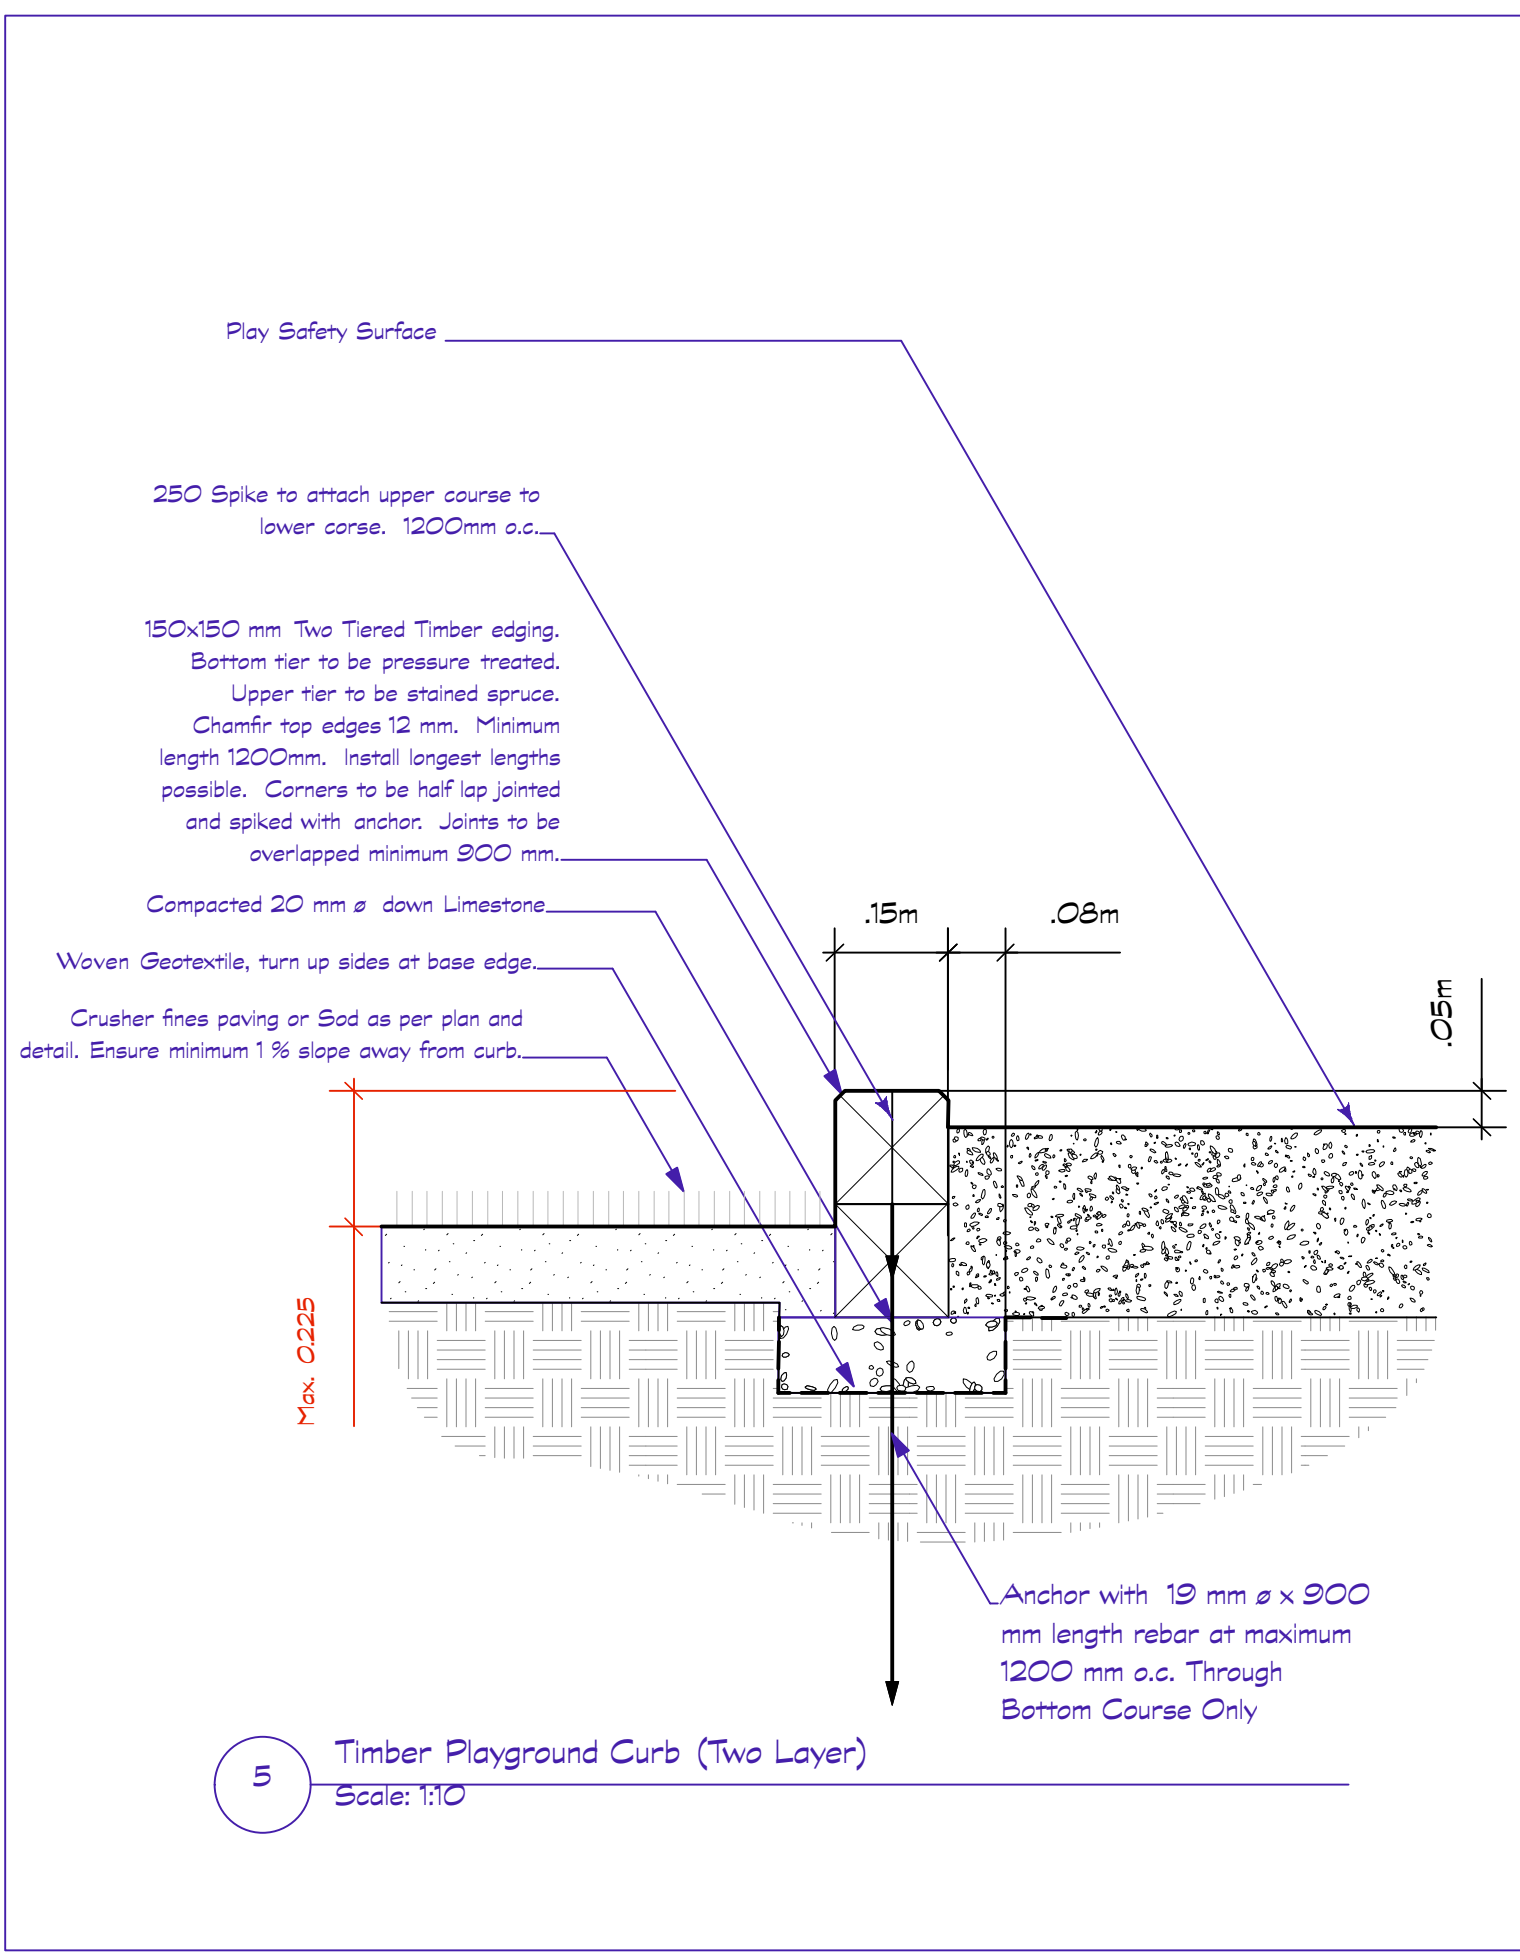 Play Safety Surface
250 Spike to attach upper course to
lower corse. 1200mm o.c.
150x150 mm Two Tiered Timber edging.
Bottom tier to be pressure treated.
Upper tier to be stained spruce.
Chamfir top edges 12 mm. Minimum
length 1200mm. Install longest lengths
possible. Corners to be half lap jointed
and spiked with anchor. Joints to be
overlapped minimum 900 mm.
Compacted 20 mm ø down Limestone
Woven Geotextile, turn up sides at base edge.
Crusher fines paving or Sod as per plan and
detail. Ensure minimum 1 % slope away from curb.
.15m
.08m
.05m
Max. 0.225
Anchor with 19 mm ø x 900
mm length rebar at maximum
1200 mm o.c. Through
Bottom Course Only
5
Timber Playground Curb (Two Layer)
Scale: 1:10